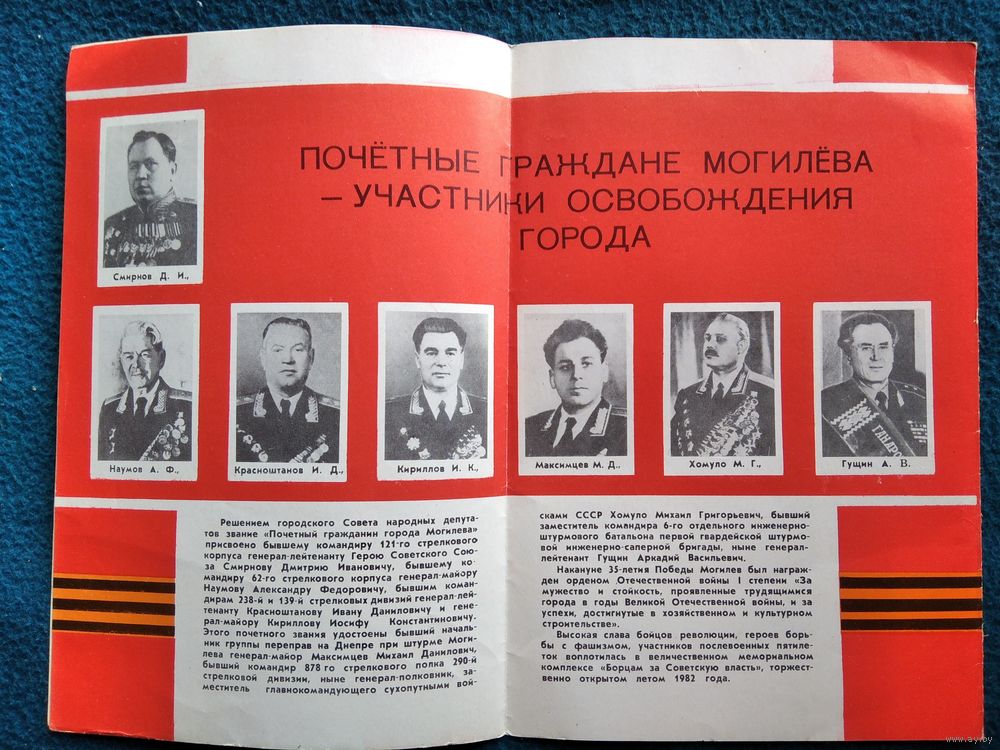 ПОЧЁТНЫЕ ГРАЖДАНЕ МОГИЛЁВА
– УЧАСТНИКИ ОСВОБОЖДЕНИЯ
ГОРОДА
Смирнов Д. И.,
Наумов А. Ф.,
Красноштанов И. Д.,
Кириллов И. К.,
Максимцев М. Д.,
Хомуло М. Г.,
Гущин А. В.
ГАНДРО
Решением городского Совета народных депута-
тов звание «Почетный гражданин города Могилева»
присвоено бывшему командиру 121-го стрелкового
корпуса генерал-лейтенанту Герою Советского Сою-
за Смирнову Дмитрию Ивановичу, бывшему ко-
мандиру 62-го стрелкового корпуса генерал-майору
Наумову Александру Федоровичу, бывшим коман-
дирам 238-й и 139-й стрелковых дивизий генерал-лей-
тенанту Красноштанову Ивану Даниловичу и гене-
рал-майору Кириллову Иосифу Константиновичу.
Этого почетного звания удостоены бывший началь-
ник группы переправ на Днепре при штурме Моги-
лева генерал-майор Максимцев Михаил Данилович,
бывший командир 878-го стрелкового полка 290-й
стрелковой дивизии, ныне генерал-полковник, за-
меститель главнокомандующего сухопутными вой-
сками СССР Хомуло Михаил Григорьевич, бывший
заместитель командира 6-го отдельного инженерно-
штурмового батальона первой гвардейской штурмо-
вой инженерно-саперной бригады, ныне генерал-
лейтенант Гущин Аркадий Васильевич.
Накануне 35-летия Победы Могилев был награж-
ден орденом Отечественной войны I степени «За
мужество и стойкость, проявленные трудящимися
города в годы Великой Отечественной войны, и за
успехи, достигнутые в хозяйственном и культурном
строительстве».
Высокая слава бойцов революции, героев борь-
бы с фашизмом, участников послевоенных пятиле-
ток воплотилась в величественном мемориальном
комплексе «Борцам за Советскую власть», торжест-
венно открытом летом 1982 года.
www.ay.by